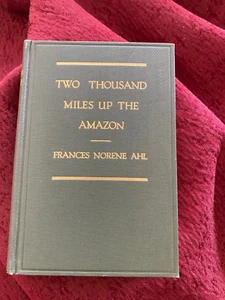 TWO THOUSAND
MILES UP THE
AMAZON
FRANCES NORENE AHL